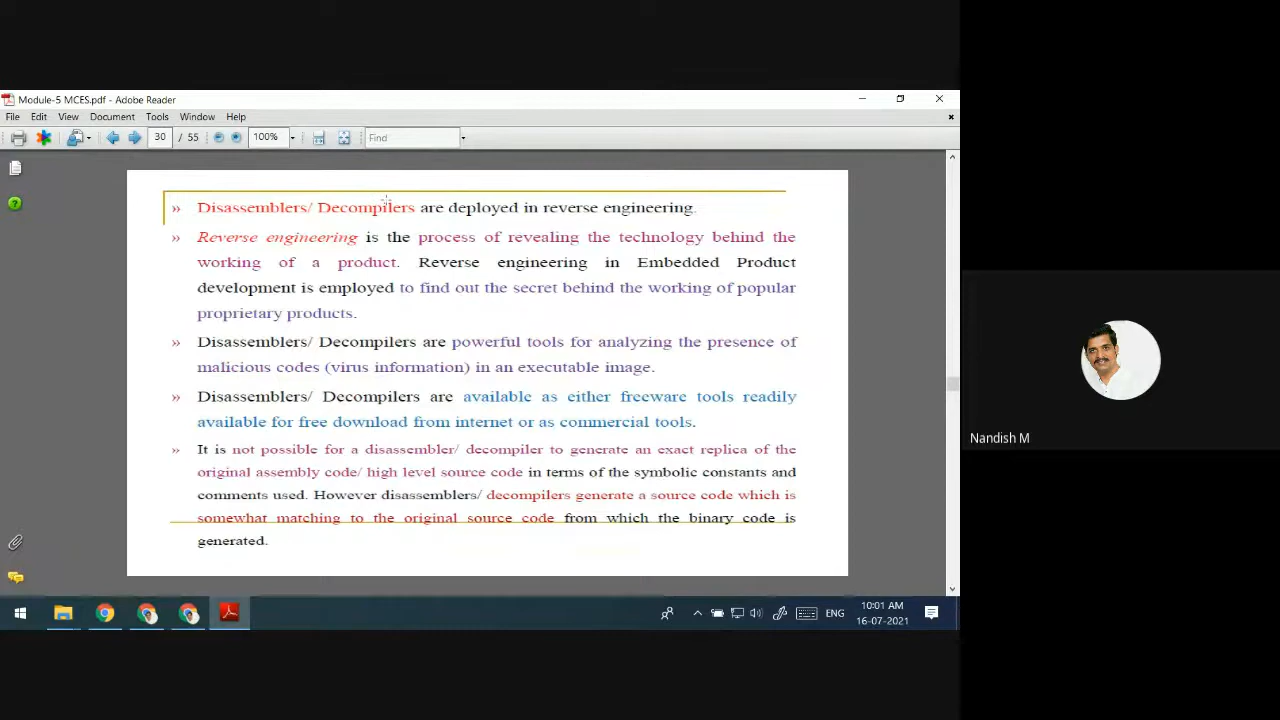 Module-5 MCES.pdf - Adobe Reader
File Edit View Document Tools Window Help
30 / 55 100% Find
» Disassemblers/ Decompilers are deployed in reverse engineering.
» Reverse engineering is the process of revealing the technology behind the
working of a product. Reverse engineering in Embedded Product
development is employed to find out the secret behind the working of popular
proprietary products.
» Disassemblers/ Decompilers are powerful tools for analyzing the presence of
malicious codes (virus information) in an executable image.
» Disassemblers/ Decompilers are available as either freeware tools readily
available for free download from internet or as commercial tools.
» It is not possible for a disassembler/ decompiler to generate an exact replica of the
original assembly code/ high level source code in terms of the symbolic constants and
comments used. However disassemblers/ decompilers generate a source code which is
somewhat matching to the original source code from which the binary code is
generated.
Nandish M
ENG
10:01 AM
16-07-2021